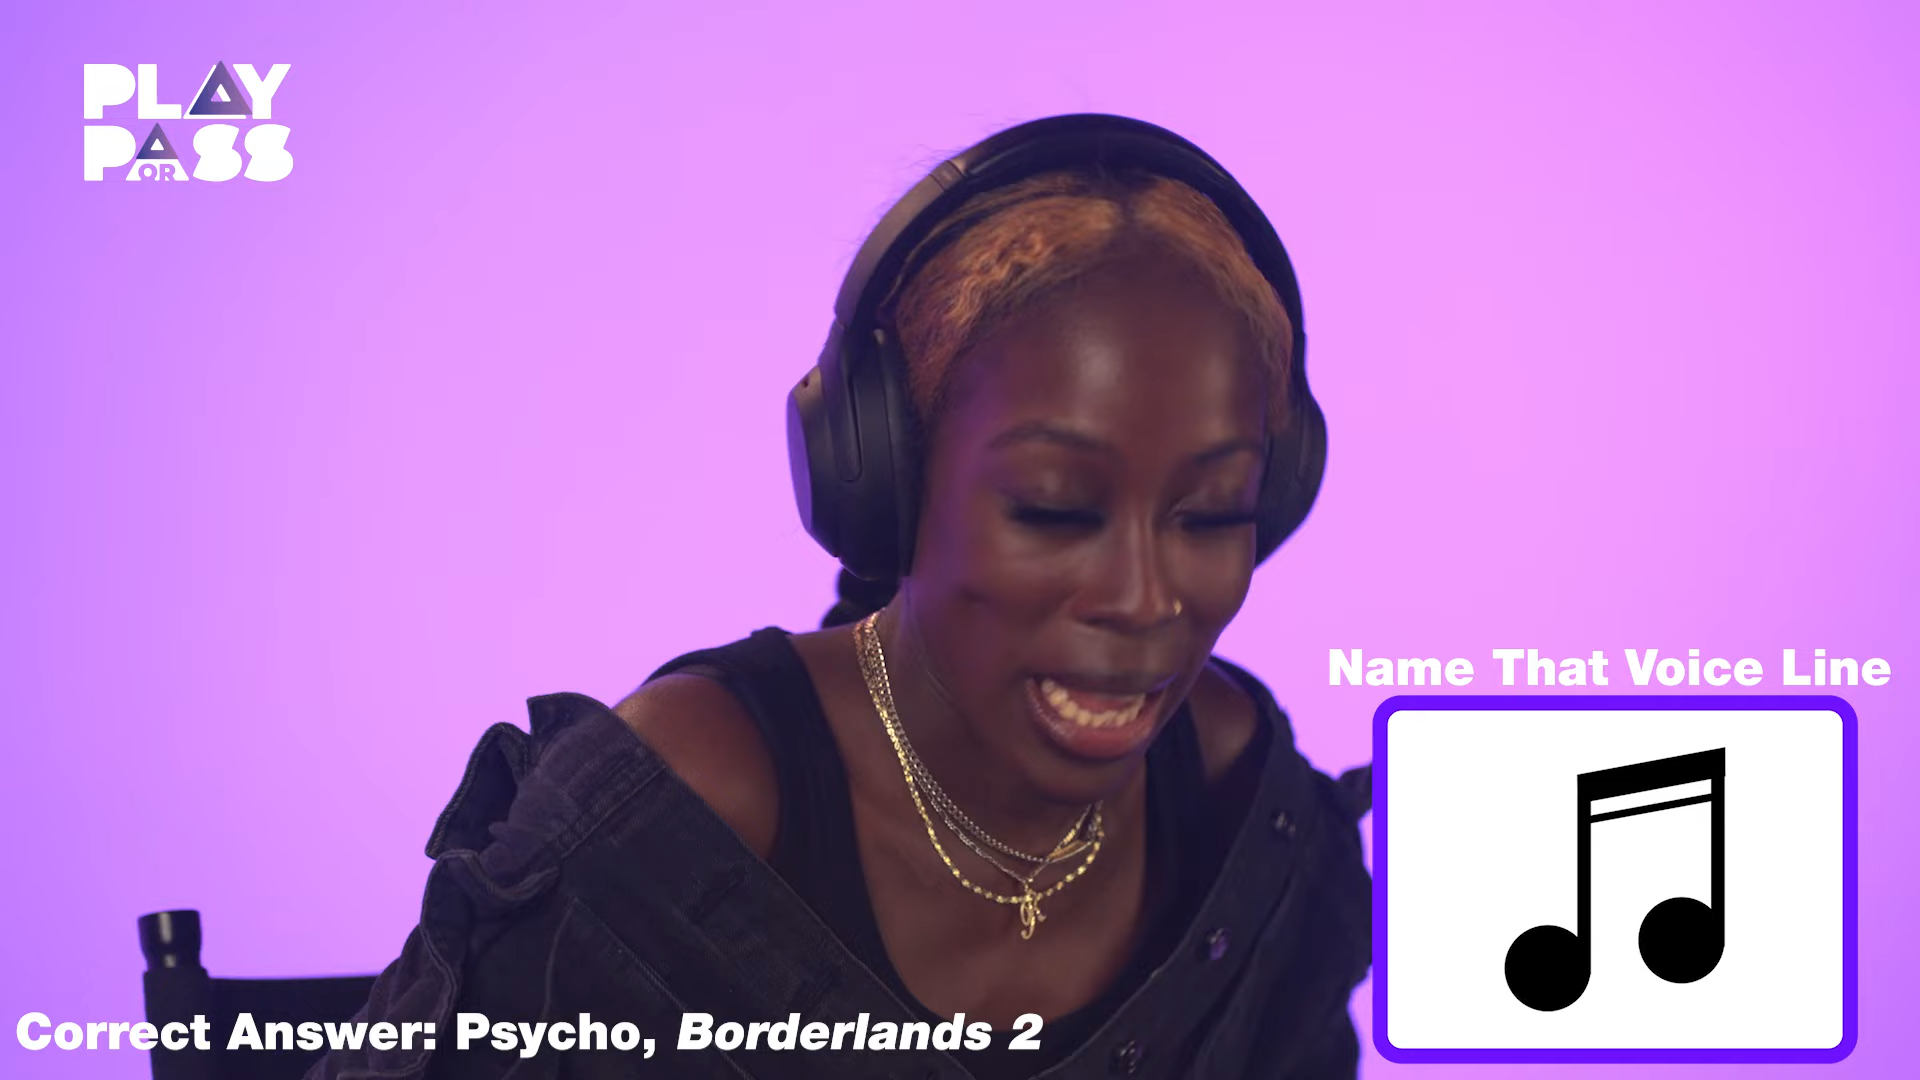 PLAY
PASS
OR
Name That Voice Line
Correct Answer: Psycho, Borderlands 2